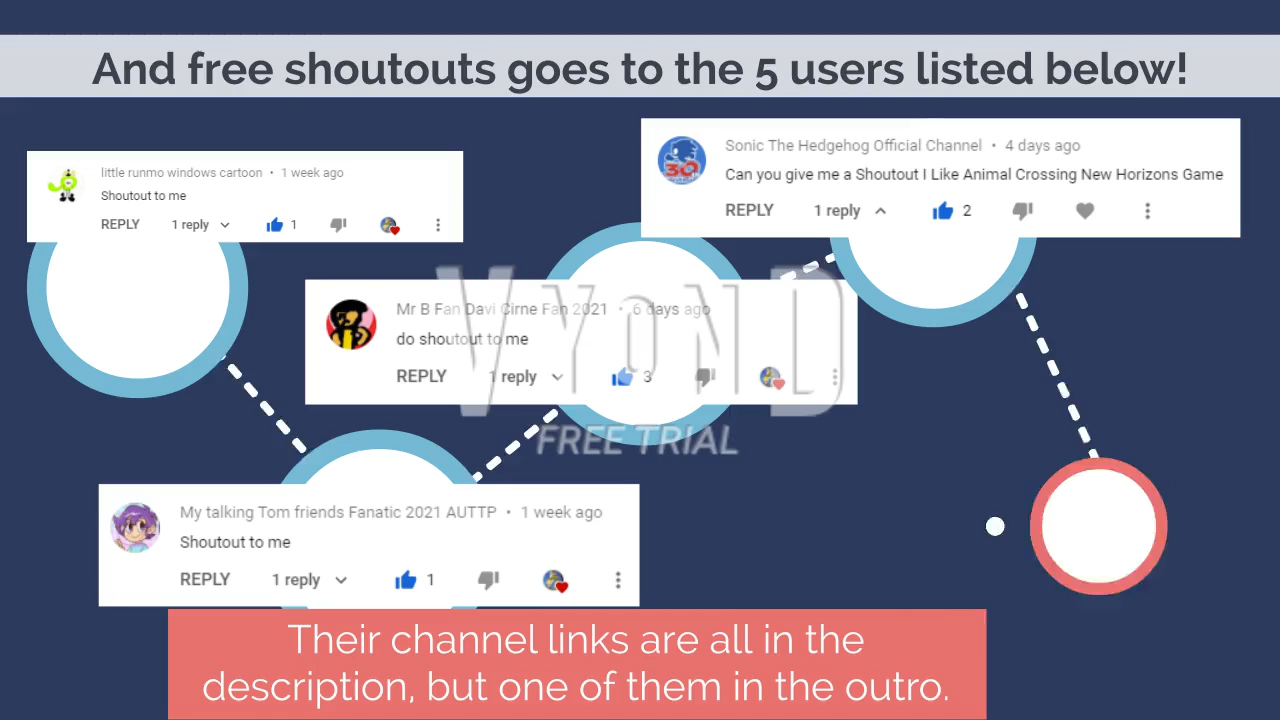 And free shoutouts goes to the 5 users listed below!
Sonic The Hedgehog Official Channel • 4 days ago
Can you give me a Shoutout I Like Animal Crossing New Horizons Game
REPLY 1 reply 2
30
little runmo windows cartoon • 1 week ago
Shoutout to me
REPLY 1 reply 1
Mr B Fan Davi Cirne Fan 2021 • 6 days ago
do shoutout to me
REPLY 1 reply 3
VYOND
FREE TRIAL
My talking Tom friends Fanatic 2021 AUTTP • 1 week ago
Shoutout to me
REPLY 1 reply 1
Their channel links are all in the
description, but one of them in the outro.